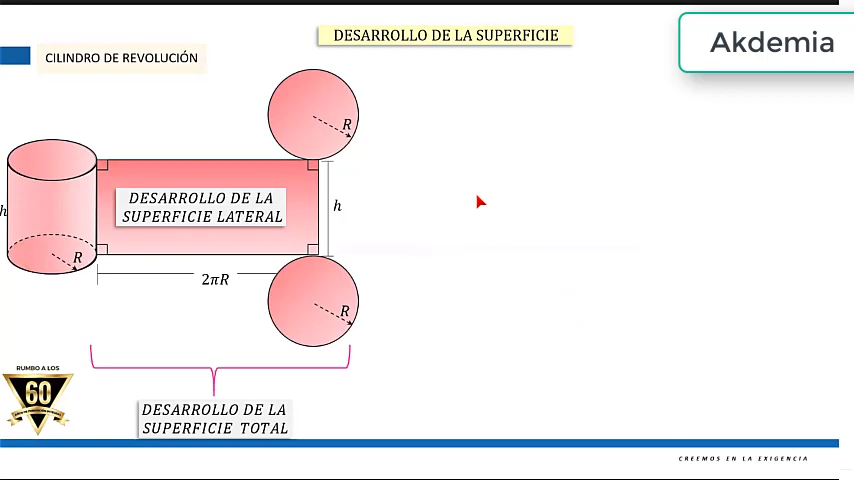 DESARROLLO DE LA SUPERFICIE
Akdemia
CILINDRO DE REVOLUCIÓN
R
h
R
DESARROLLO DE LA
SUPERFICIE LATERAL
h
2πR
R
RUMBO A LOS
60
DESARROLLO DE LA
SUPERFICIE TOTAL
CREEMOS EN LA EXIGENCIA